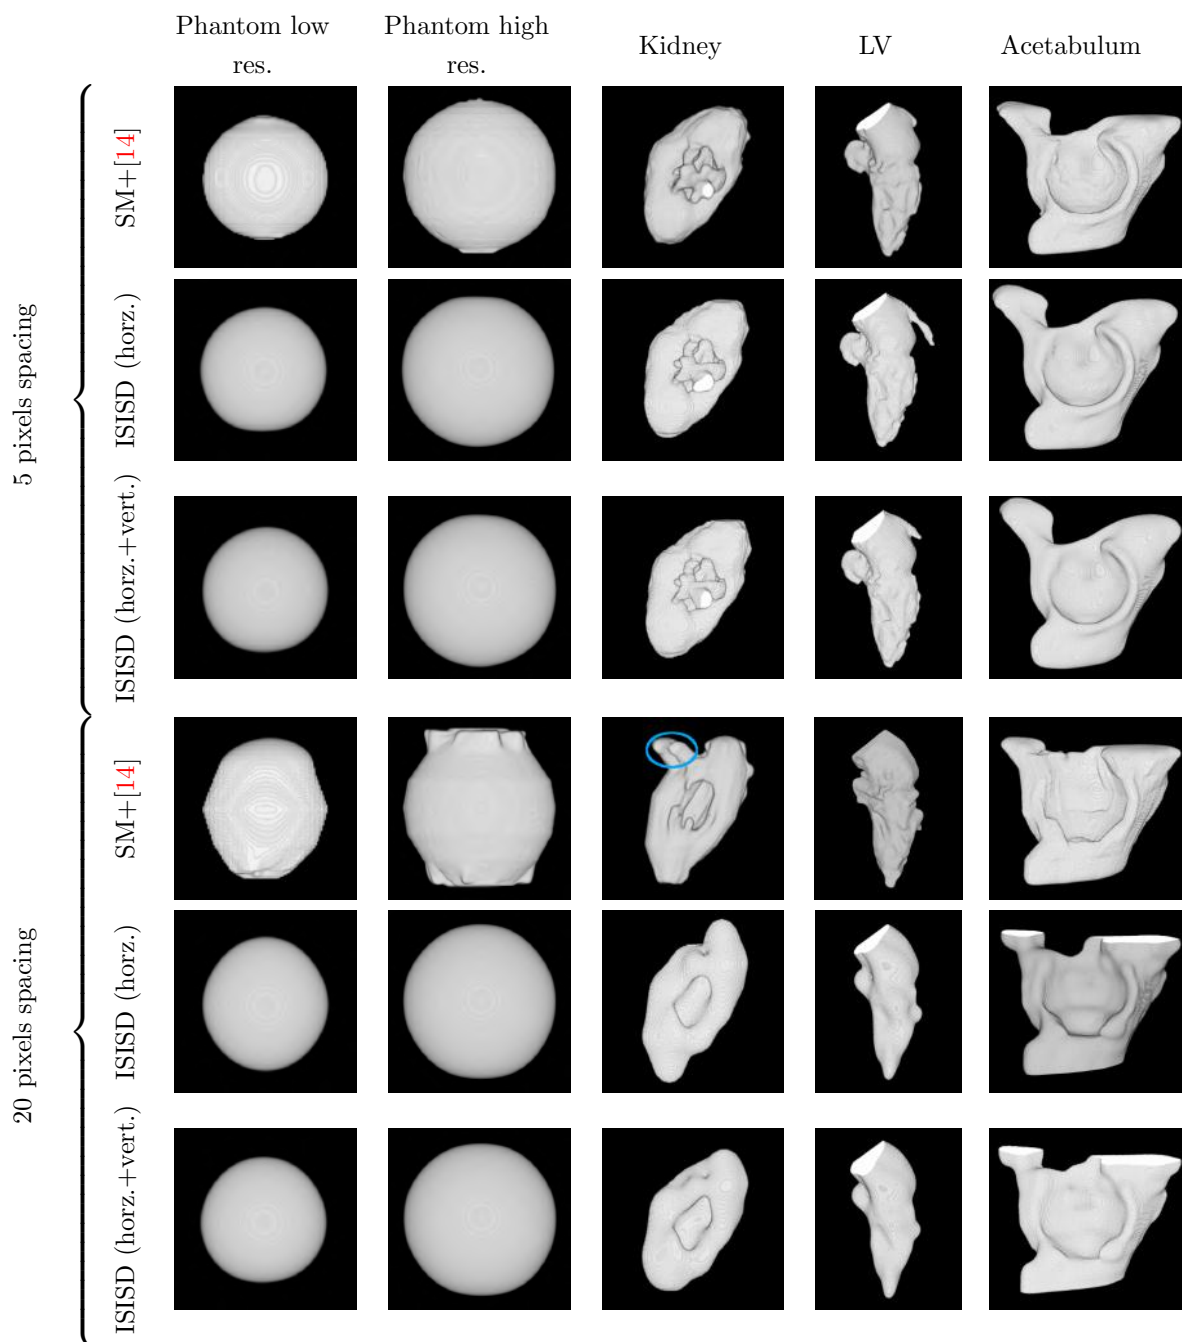 Phantom low
res.
Phantom high
res.
Kidney
LV
Acetabulum
5 pixels spacing
SM+[14]
ISISD (horz.)
ISISD (horz.+vert.)
20 pixels spacing
SM+[14]
ISISD (horz.)
ISISD (horz.+vert.)